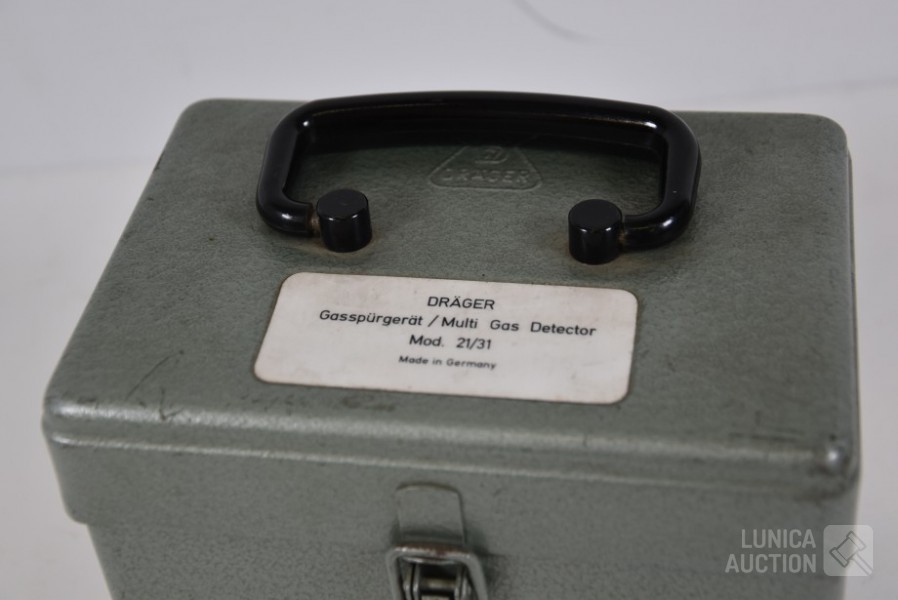 DRÄGER
DRÄGER
Gasspürgerät / Multi Gas Detector
Mod. 21/31
Made in Germany
LUNICA
AUCTION